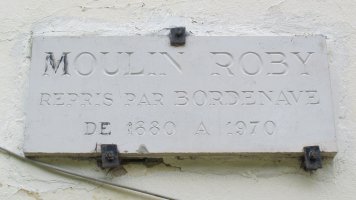 MOULIN ROBY
REPRIS PAR BORDENAVE
DE 1880 A 1970